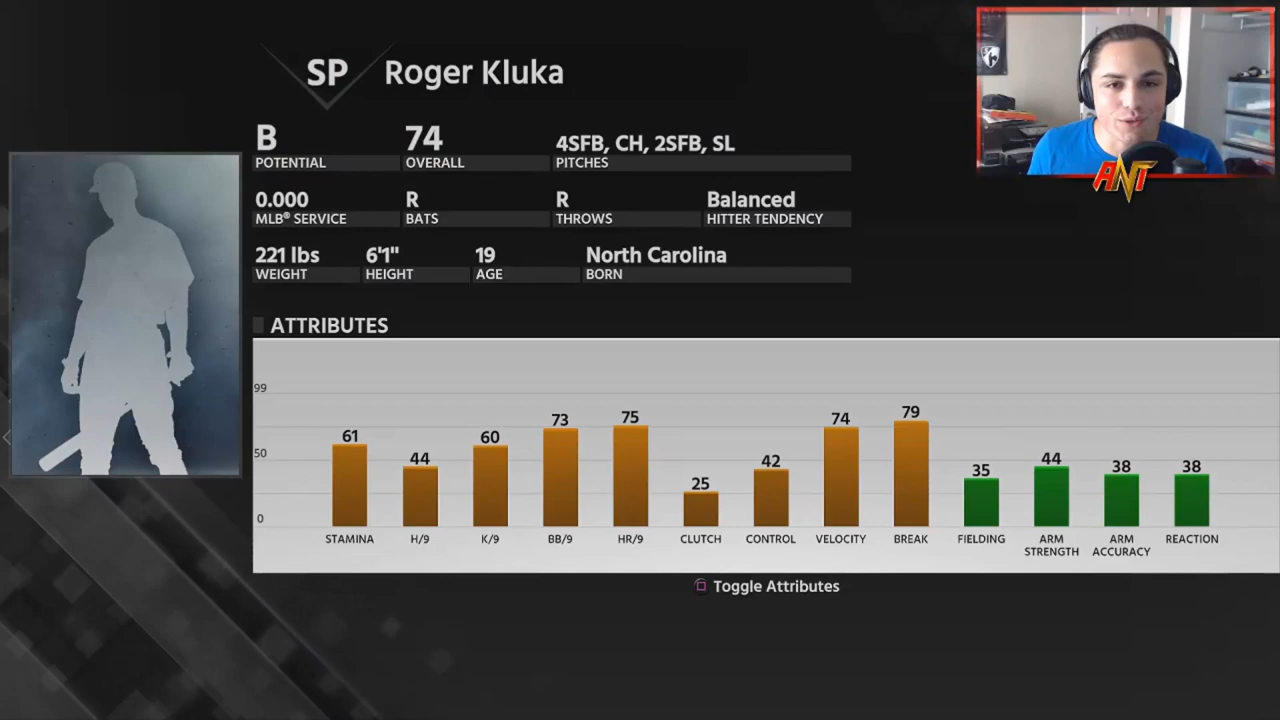 SP Roger Kluka
B 74 4SFB, CH, 2SFB, SL
POTENTIAL OVERALL PITCHES
0.000 R R Balanced
MLB® SERVICE BATS THROWS HITTER TENDENCY
221 lbs 6'1" 19 North Carolina
WEIGHT HEIGHT AGE BORN
ANT
ATTRIBUTES
99
50
0
61 44 60 73 75 25 42 74 79 35 44 38 38
STAMINA H/9 K/9 BB/9 HR/9 CLUTCH CONTROL VELOCITY BREAK FIELDING ARM STRENGTH ARM ACCURACY REACTION
Toggle Attributes